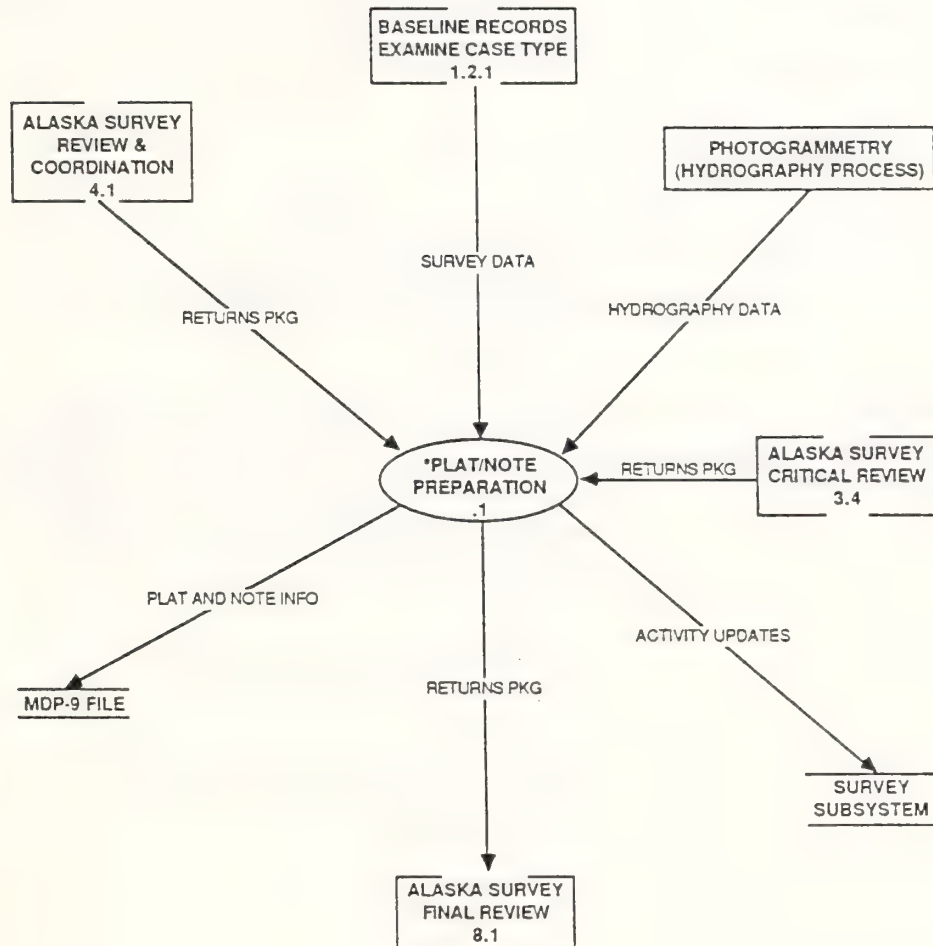 BASELINE RECORDS
EXAMINE CASE TYPE
1.2.1
ALASKA SURVEY
REVIEW &
COORDINATION
4.1
PHOTOGRAMMETRY
(HYDROGRAPHY PROCESS)
SURVEY DATA
RETURNS PKG
HYDROGRAPHY DATA
*PLAT/NOTE
PREPARATION
.1
RETURNS PKG
ALASKA SURVEY
CRITICAL REVIEW
3.4
PLAT AND NOTE INFO
ACTIVITY UPDATES
RETURNS PKG
MDP-9 FILE
SURVEY
SUBSYSTEM
ALASKA SURVEY
FINAL REVIEW
8.1